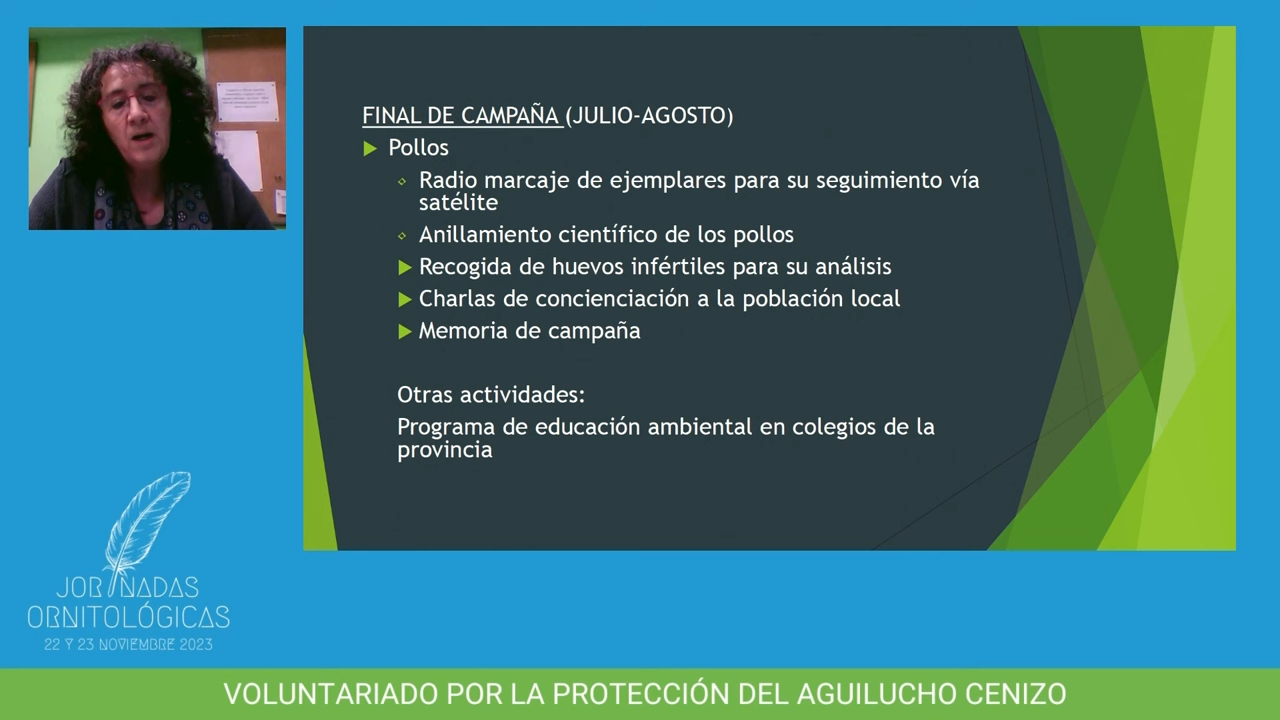 FINAL DE CAMPAÑA (JULIO-AGOSTO)
Pollos
Radio marcaje de ejemplares para su seguimiento vía
satélite
Anillamiento científico de los pollos
Recogida de huevos infértiles para su análisis
Charlas de concienciación a la población local
Memoria de campaña
Otras actividades:
Programa de educación ambiental en colegios de la
provincia
JORNADAS
ORNITOLÓGICAS
22 Y 23 NOVIEMBRE 2023
VOLUNTARIADO POR LA PROTECCIÓN DEL AGUILUCHO CENIZO